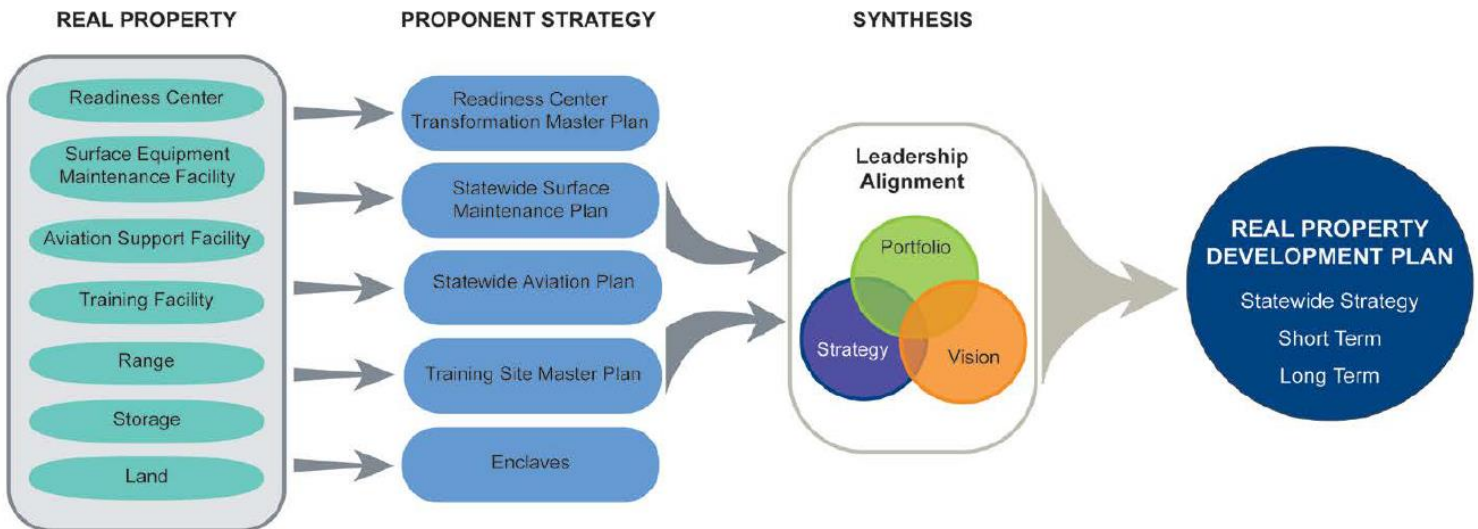 REAL PROPERTY
PROPONENT STRATEGY
SYNTHESIS
Readiness Center
Surface Equipment
Maintenance Facility
Aviation Support Facility
Training Facility
Range
Storage
Land
Readiness Center
Transformation Master Plan
Statewide Surface
Maintenance Plan
Statewide Aviation Plan
Training Site Master Plan
Enclaves
Leadership
Alignment
Portfolio
Strategy
Vision
REAL PROPERTY
DEVELOPMENT PLAN
Statewide Strategy
Short Term
Long Term